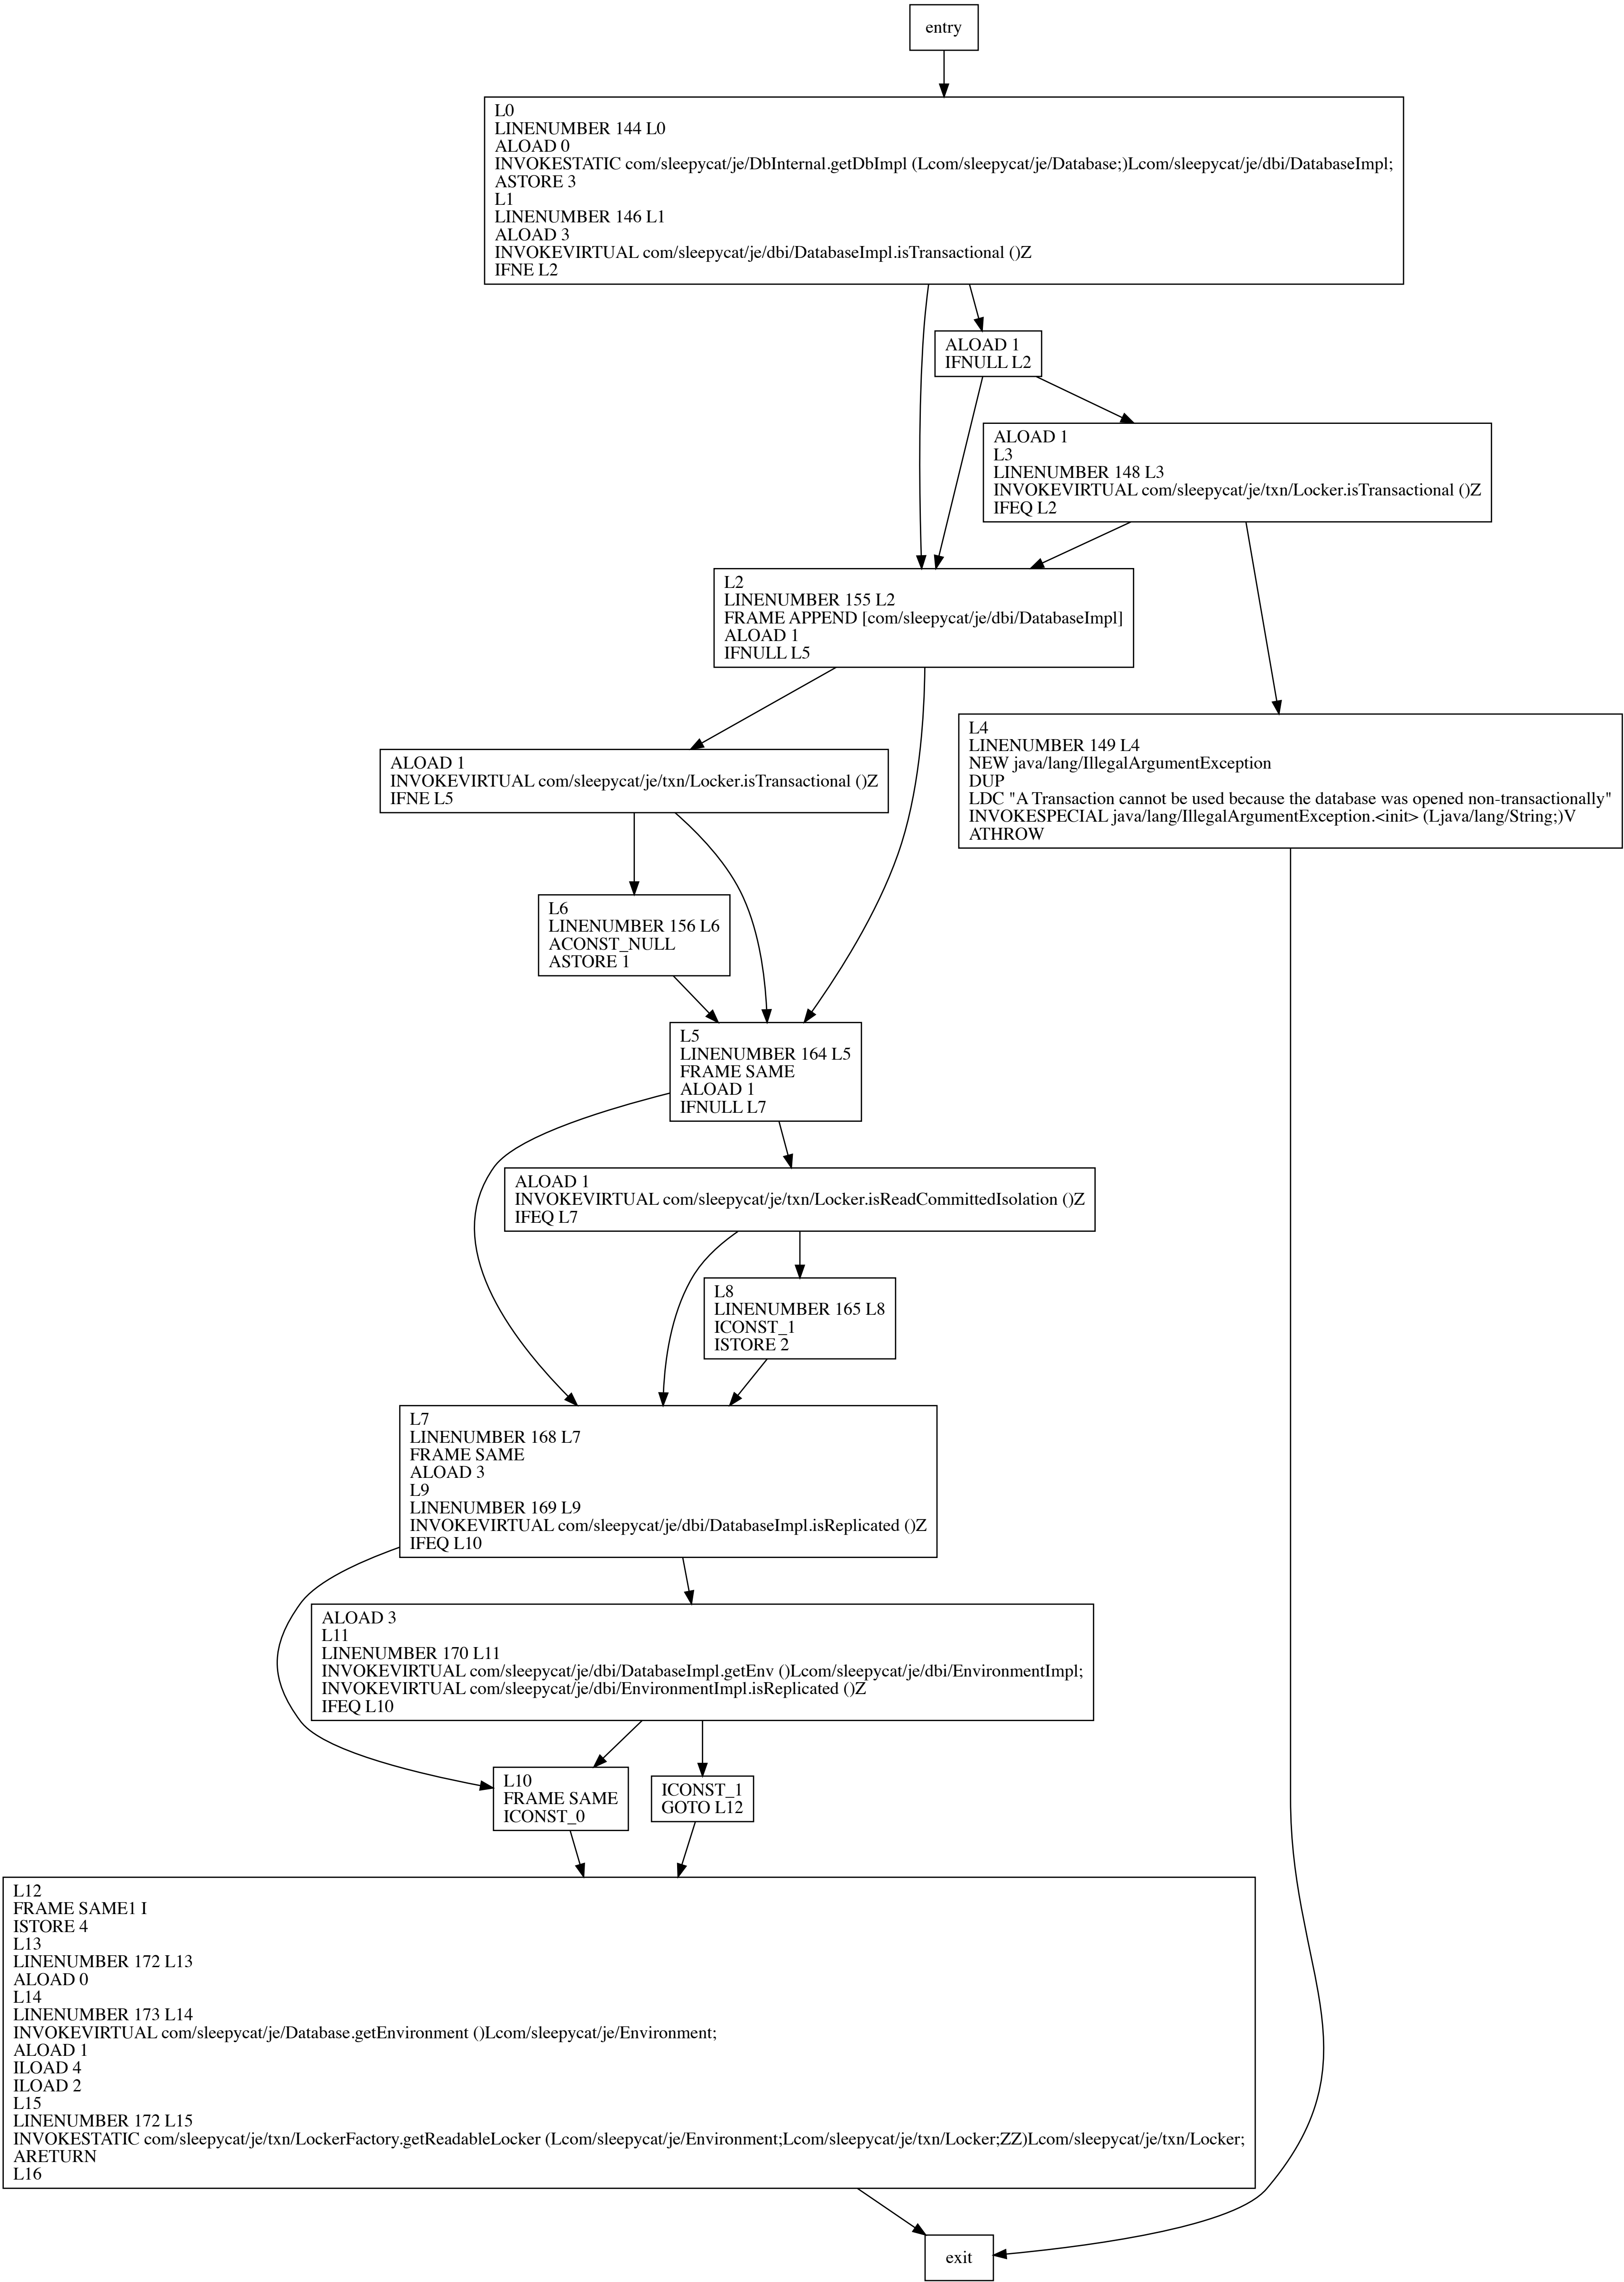 entry
L0
LINENUMBER 144 L0
ALOAD 0
INVOKESTATIC com/sleepycat/je/DbInternal.getDbImpl (Lcom/sleepycat/je/Database;)Lcom/sleepycat/je/dbi/DatabaseImpl;
ASTORE 3
L1
LINENUMBER 146 L1
ALOAD 3
INVOKEVIRTUAL com/sleepycat/je/dbi/DatabaseImpl.isTransactional ()Z
IFNE L2
ALOAD 1
IFNULL L2
ALOAD 1
L3
LINENUMBER 148 L3
INVOKEVIRTUAL com/sleepycat/je/txn/Locker.isTransactional ()Z
IFEQ L2
L2
LINENUMBER 155 L2
FRAME APPEND [com/sleepycat/je/dbi/DatabaseImpl]
ALOAD 1
IFNULL L5
L4
LINENUMBER 149 L4
NEW java/lang/IllegalArgumentException
DUP
LDC "A Transaction cannot be used because the database was opened non-transactionally"
INVOKESPECIAL java/lang/IllegalArgumentException.<init> (Ljava/lang/String;)V
ATHROW
ALOAD 1
INVOKEVIRTUAL com/sleepycat/je/txn/Locker.isTransactional ()Z
IFNE L5
L6
LINENUMBER 156 L6
ACONST_NULL
ASTORE 1
L5
LINENUMBER 164 L5
FRAME SAME
ALOAD 1
IFNULL L7
ALOAD 1
INVOKEVIRTUAL com/sleepycat/je/txn/Locker.isReadCommittedIsolation ()Z
IFEQ L7
L8
LINENUMBER 165 L8
ICONST_1
ISTORE 2
L7
LINENUMBER 168 L7
FRAME SAME
ALOAD 3
L9
LINENUMBER 169 L9
INVOKEVIRTUAL com/sleepycat/je/dbi/DatabaseImpl.isReplicated ()Z
IFEQ L10
ALOAD 3
L11
LINENUMBER 170 L11
INVOKEVIRTUAL com/sleepycat/je/dbi/DatabaseImpl.getEnv ()Lcom/sleepycat/je/dbi/EnvironmentImpl;
INVOKEVIRTUAL com/sleepycat/je/dbi/EnvironmentImpl.isReplicated ()Z
IFEQ L10
L10
FRAME SAME
ICONST_0
ICONST_1
GOTO L12
L12
FRAME SAME1 I
ISTORE 4
L13
LINENUMBER 172 L13
ALOAD 0
L14
LINENUMBER 173 L14
INVOKEVIRTUAL com/sleepycat/je/Database.getEnvironment ()Lcom/sleepycat/je/Environment;
ALOAD 1
ILOAD 4
ILOAD 2
L15
LINENUMBER 172 L15
INVOKESTATIC com/sleepycat/je/txn/LockerFactory.getReadableLocker (Lcom/sleepycat/je/Environment;Lcom/sleepycat/je/txn/Locker;ZZ)Lcom/sleepycat/je/txn/Locker;
ARETURN
L16
exit